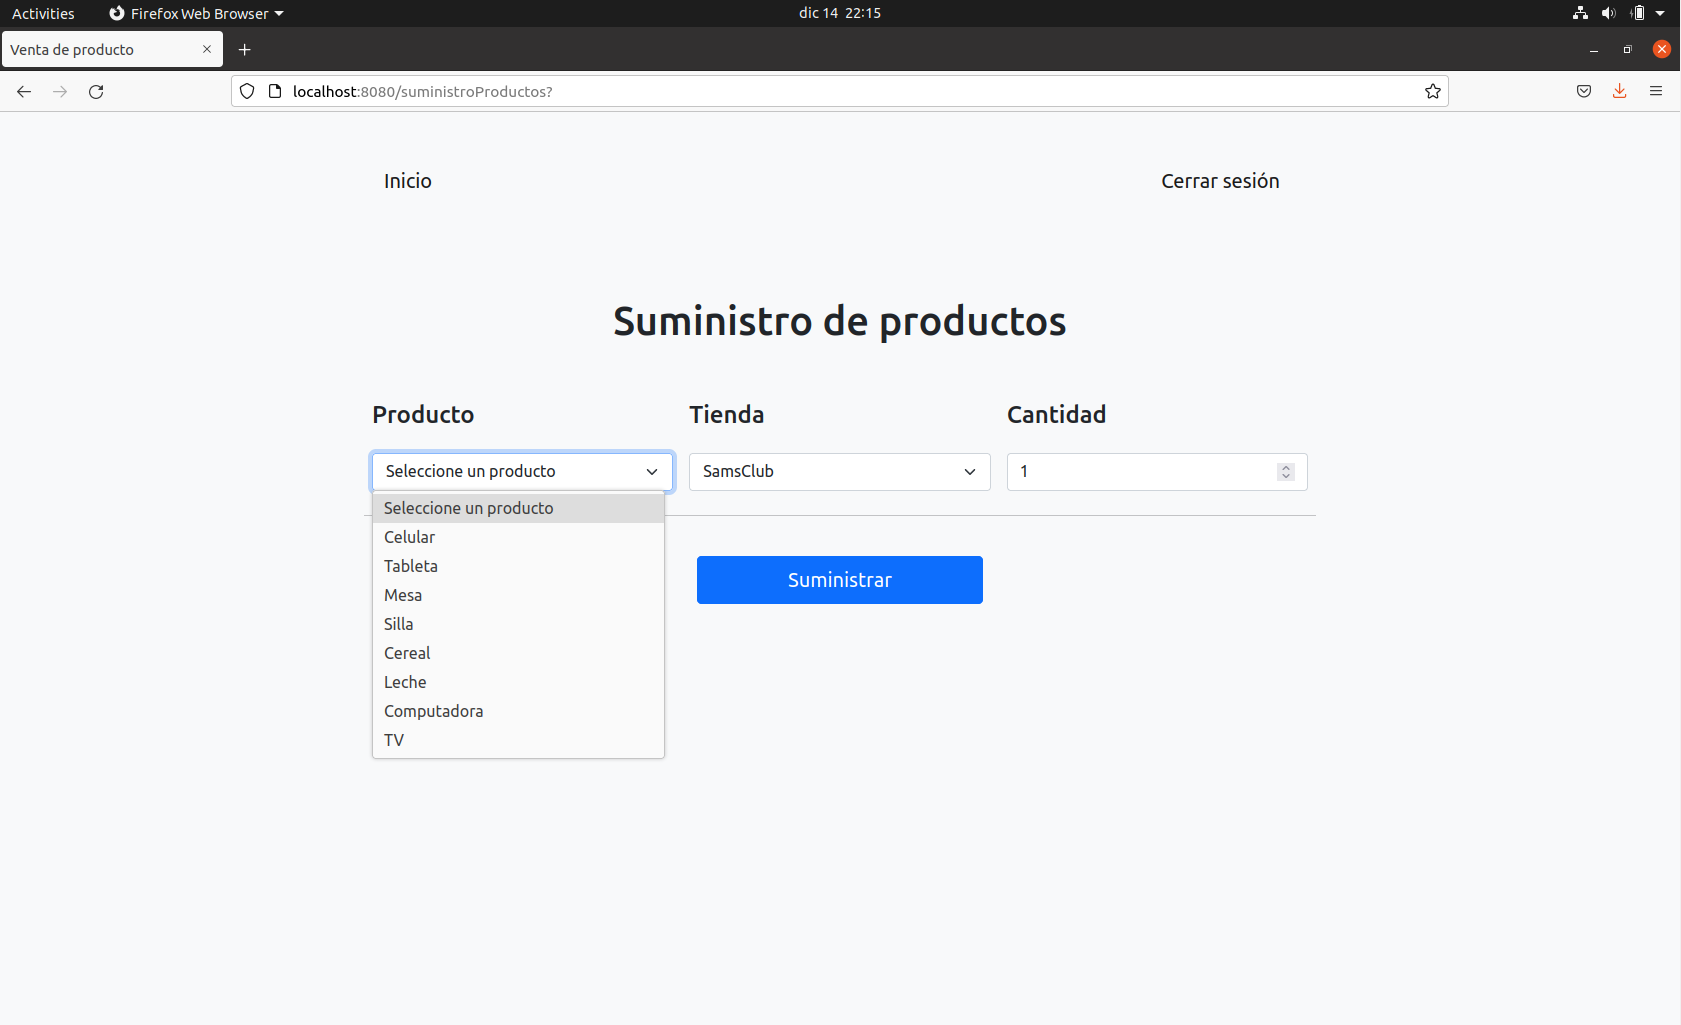 Activities Firefox Web Browser dic 14 22:15
Venta de producto
localhost:8080/suministroProductos?
Inicio Cerrar sesión
Suministro de productos
Producto Tienda Cantidad
Seleccione un producto SamsClub 1
Seleccione un producto
Celular
Tableta
Mesa
Silla
Cereal
Leche
Computadora
TV
Suministrar